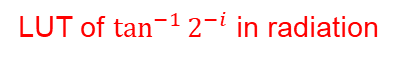 LUT of tan⁻¹ 2⁻ⁱ in radiation